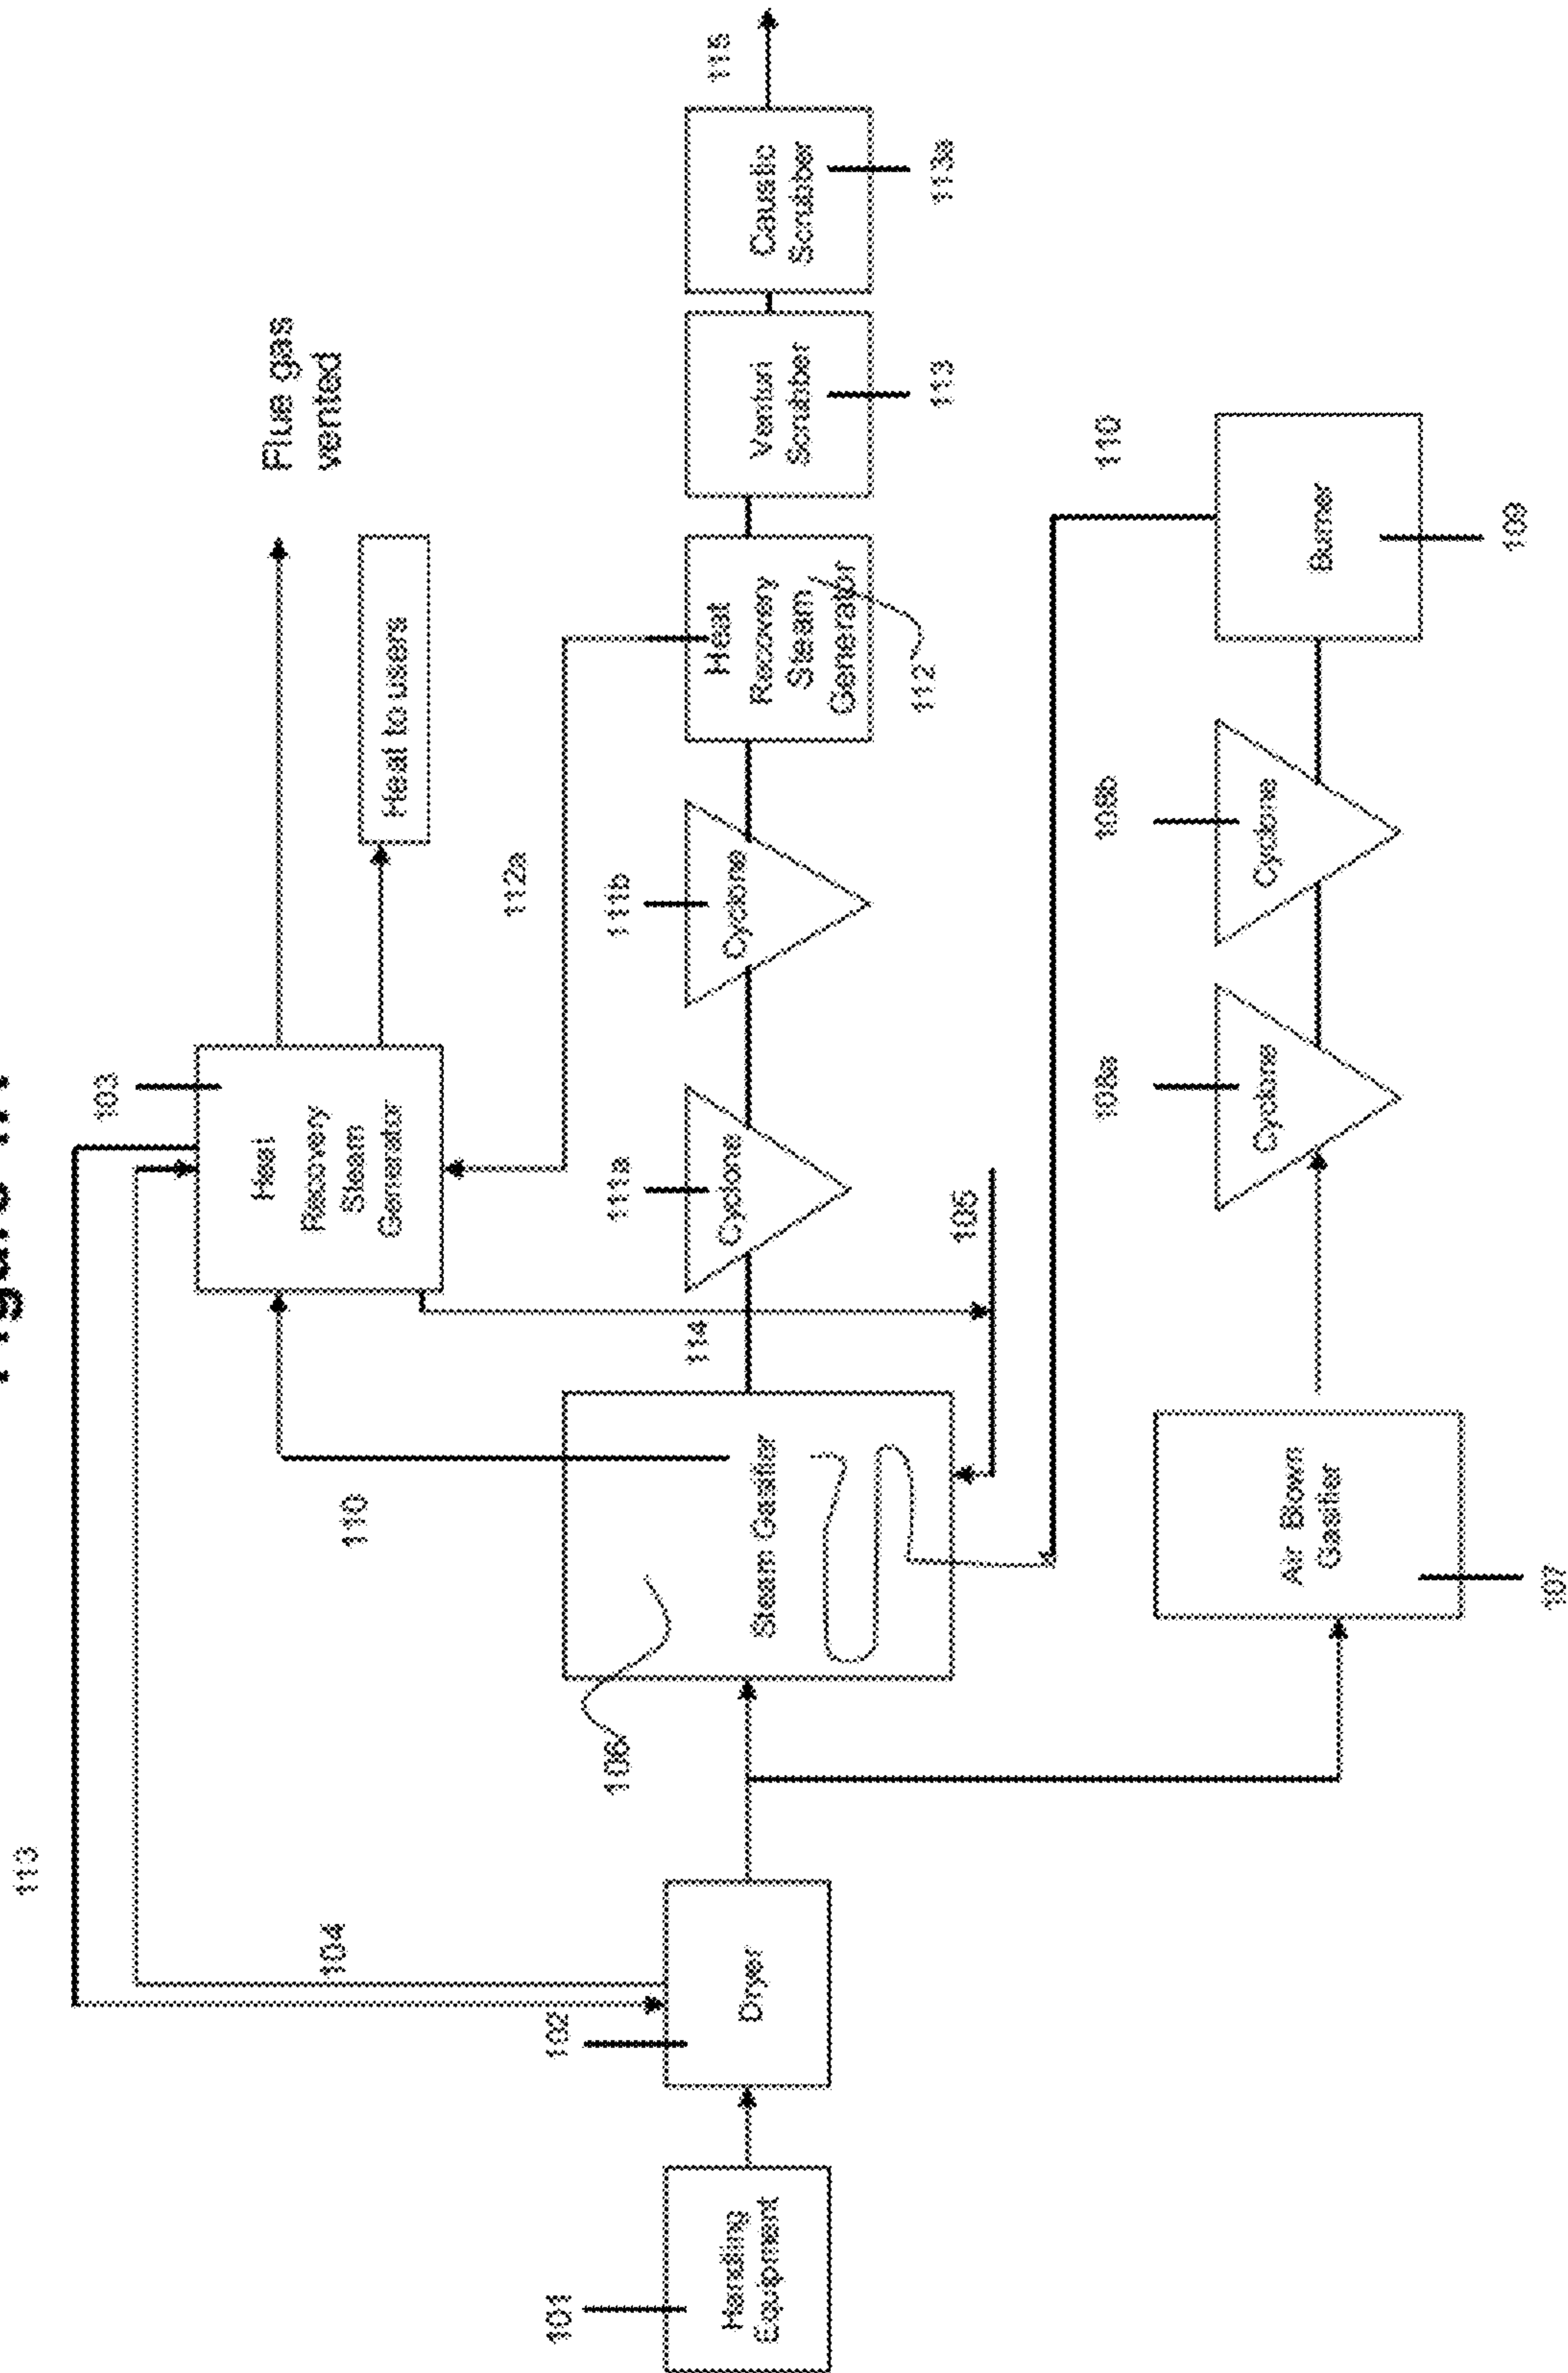 Figure
113
103
Heat
Recovery
Steam
Generator
Flue gas
vented
Heat to users
104
110
112a
101
Handling
Equipment
102
Dryer
106
Steam Gasifier
114
111a
Cyclone
111b
Cyclone
Heat
Recovery
Steam
Generator
112
Venturi
Scrubber
113
Caustic
Scrubber
113a
115
105
110
107
Air Blown
Gasifier
108a
Cyclone
108b
Cyclone
Burner
109